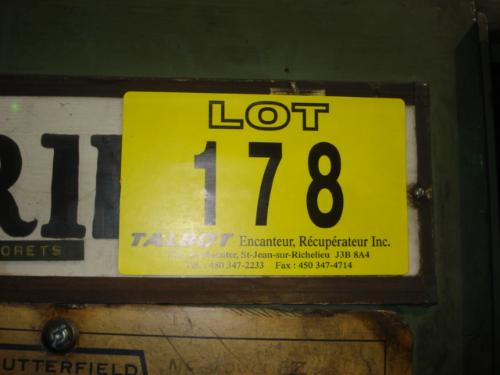 LOT
178
TALBOT Encanteur, Récupérateur Inc.
St-Jean-sur-Richelieu J3B 8A4
Tél.: 450 347-2233 Fax : 450 347-4714
ORETS
UTTERFIELD